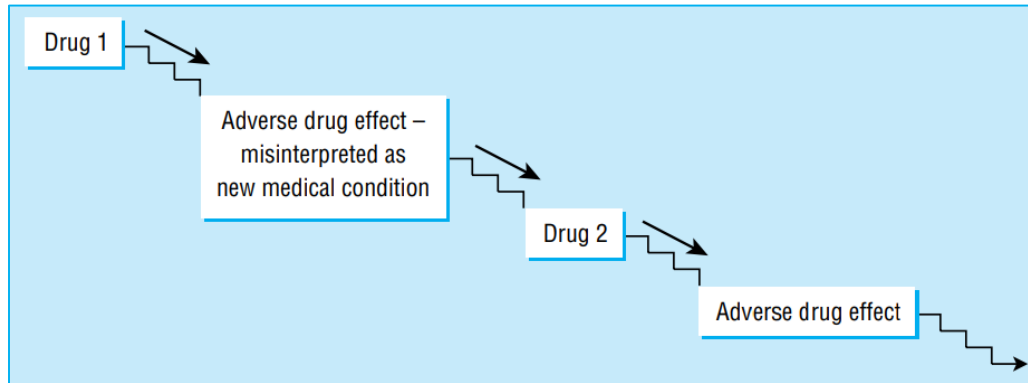 Drug 1
Adverse drug effect –
misinterpreted as
new medical condition
Drug 2
Adverse drug effect